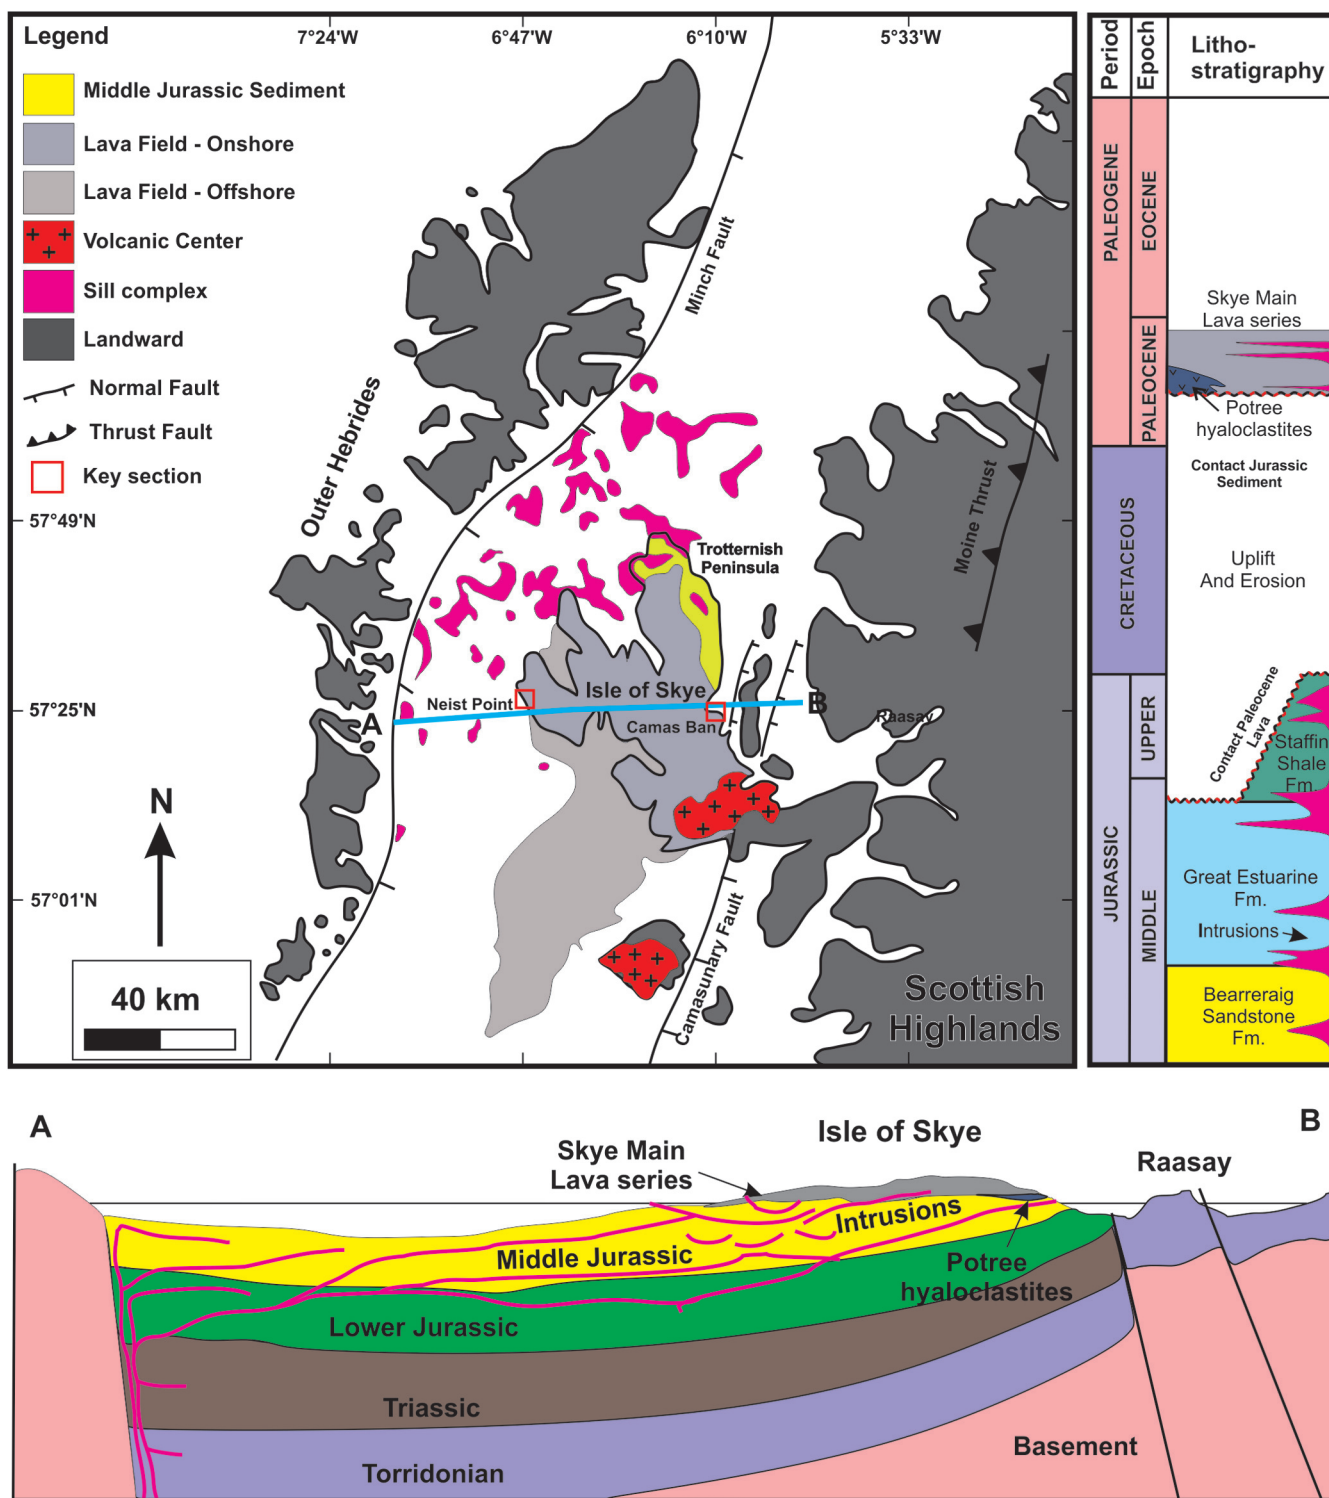 Legend
Middle Jurassic Sediment
Lava Field - Onshore
Lava Field - Offshore
Volcanic Center
Sill complex
Landward
Normal Fault
Thrust Fault
Key section
7°24'W
6°47'W
6°10'W
5°33'W
57°49'N
57°25'N
57°01'N
Outer Hebrides
Minch Fault
Moine Thrust
Trotternish
Peninsula
Neist Point
Isle of Skye
Camas Ban
A
B
Raasay
Camasunary Fault
Scottish
Highlands
N
40 km
Period
Epoch
Litho-
stratigraphy
PALEOGENE
EOCENE
PALEOCENE
CRETACEOUS
JURASSIC
UPPER
MIDDLE
Skye Main
Lava series
Potree
hyaloclastites
Contact Jurassic
Sediment
Uplift
And Erosion
Contact Paleocene
Lava
Staffin
Shale
Fm.
Great Estuarine
Fm.
Intrusions
Bearreraig
Sandstone
Fm.
A
B
Isle of Skye
Skye Main
Lava series
Raasay
Intrusions
Middle Jurassic
Potree
hyaloclastites
Lower Jurassic
Triassic
Torridonian
Basement